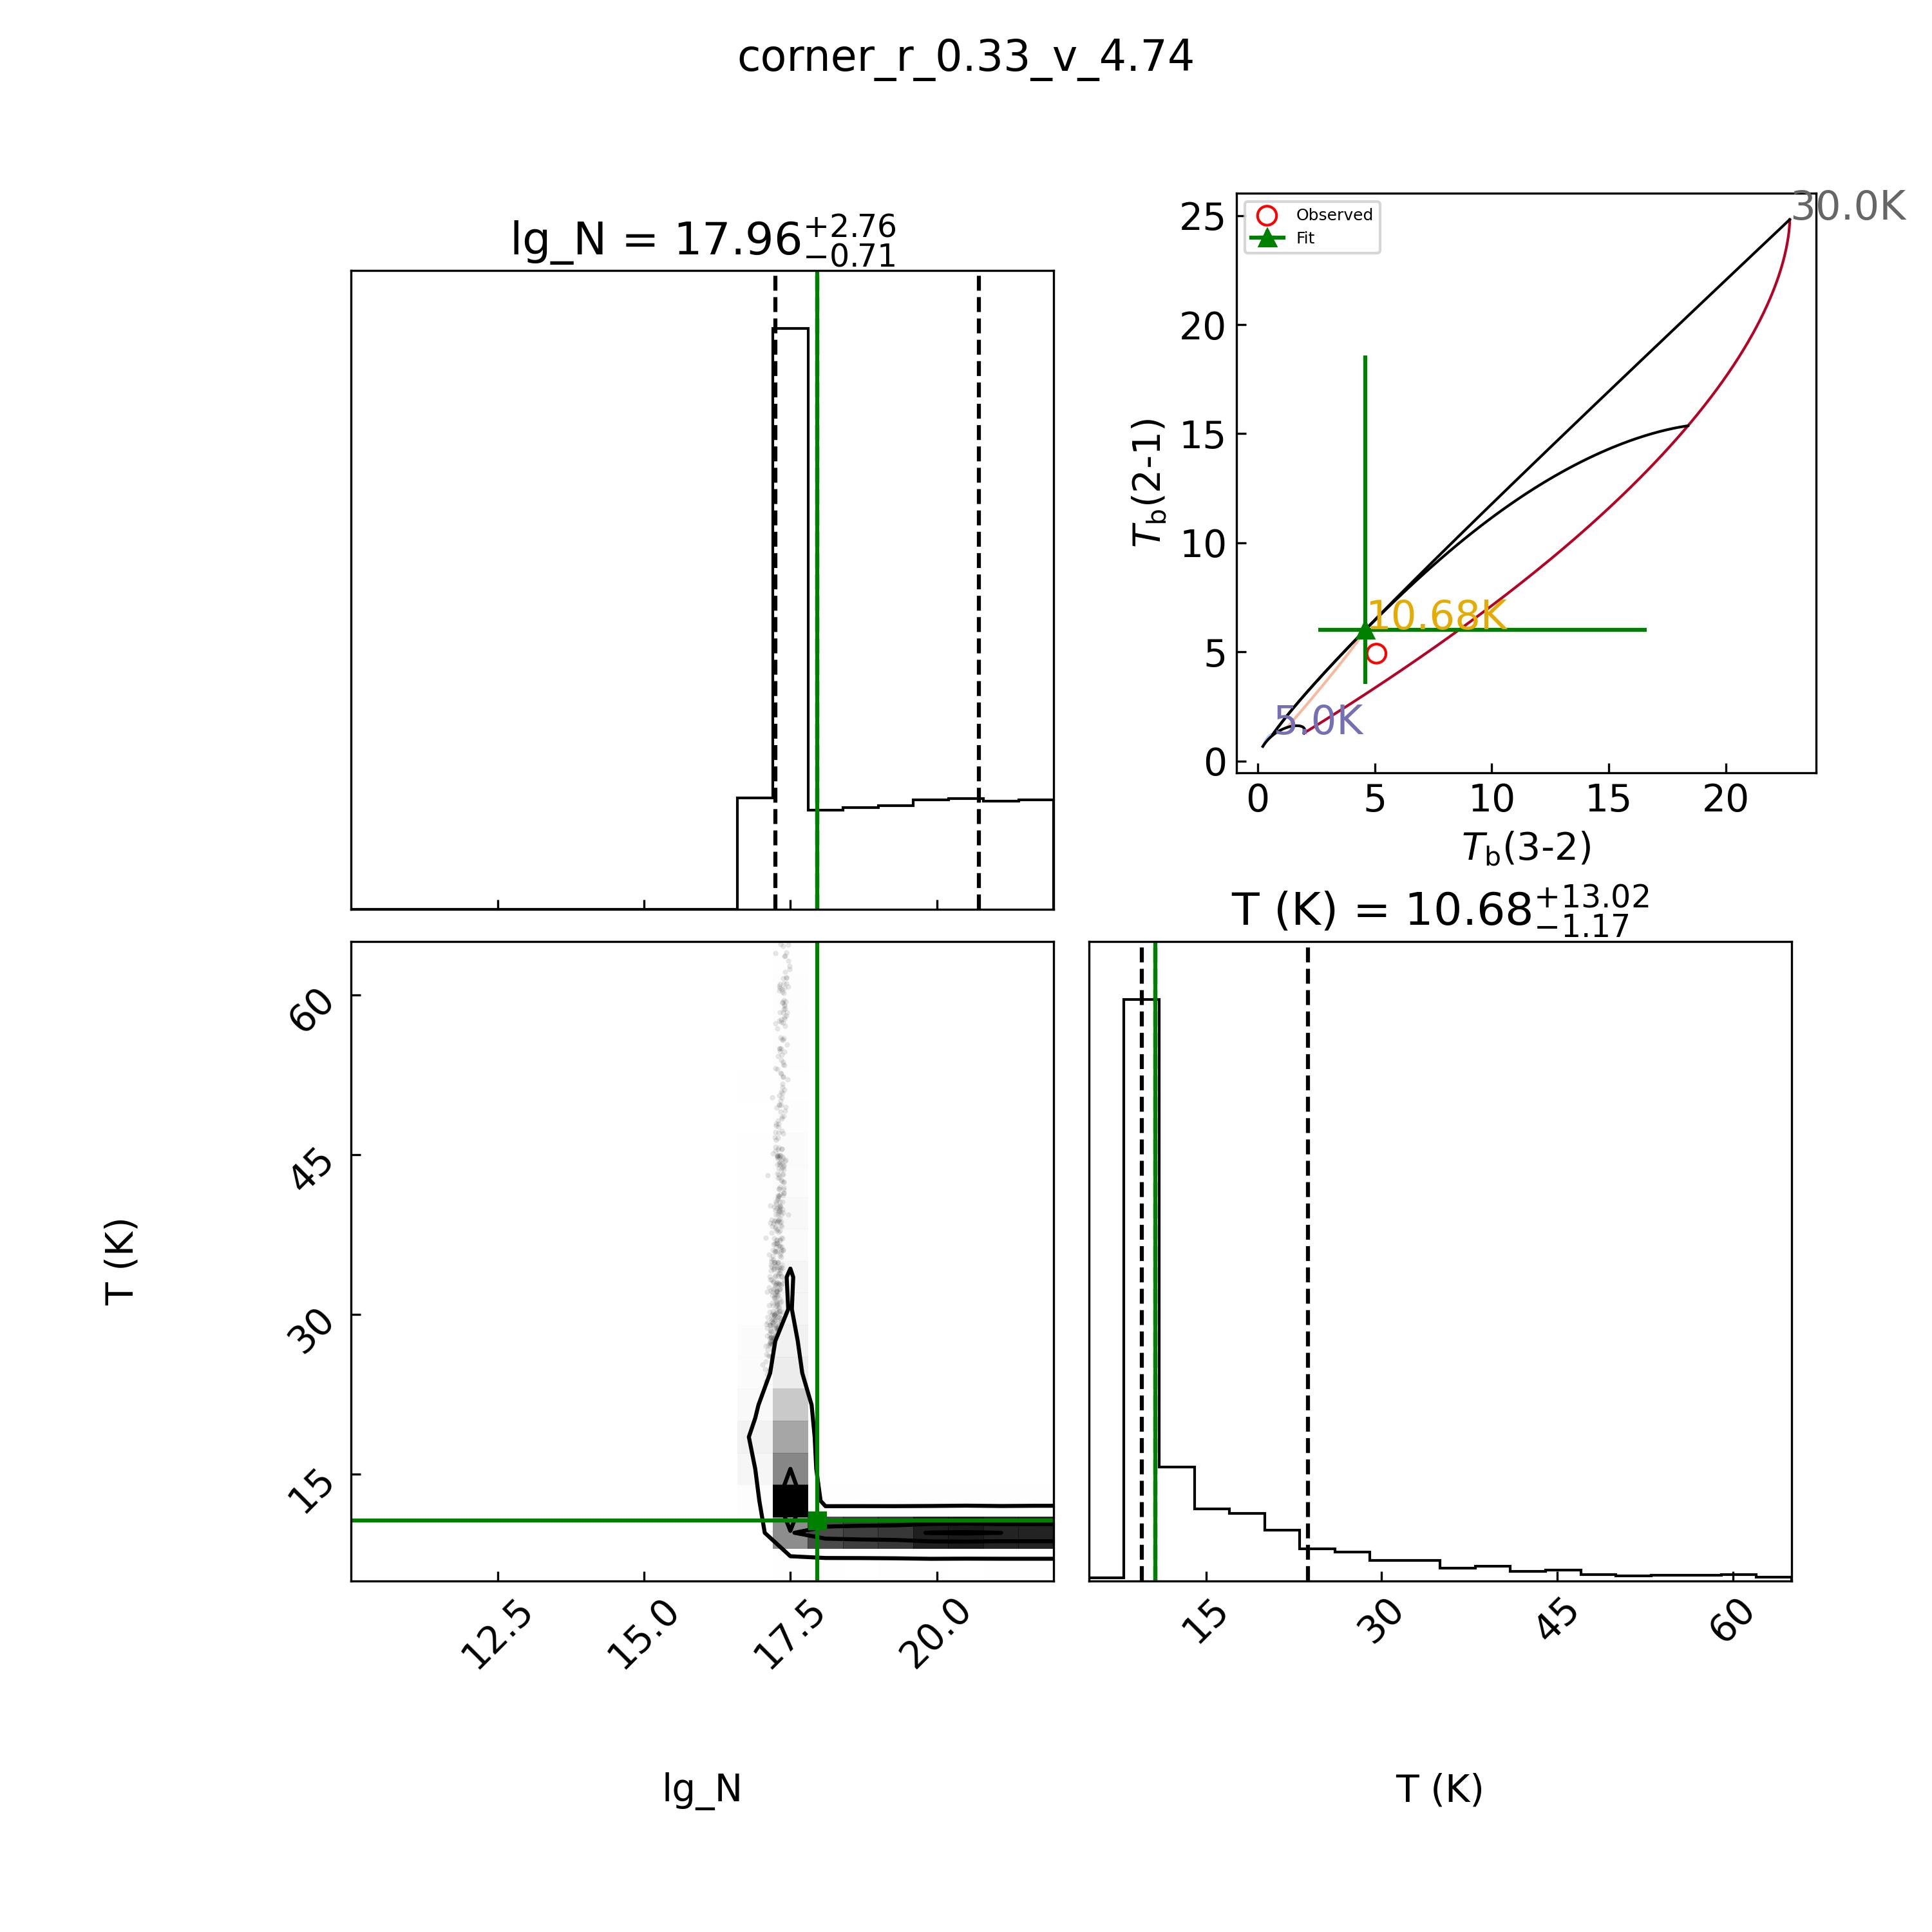 corner_r_0.33_v_4.74
lg_N = 17.96+2.76−0.71
30.0K
25
20
15
10
5
0
Observed
Fit
10.68K
5.0K
Tb(2-1)
0 5 10 15 20
Tb(3-2)
T (K) = 10.68+13.02−1.17
60
45
30
15
T (K)
12.5 15.0 17.5 20.0
15 30 45 60
lg_N
T (K)